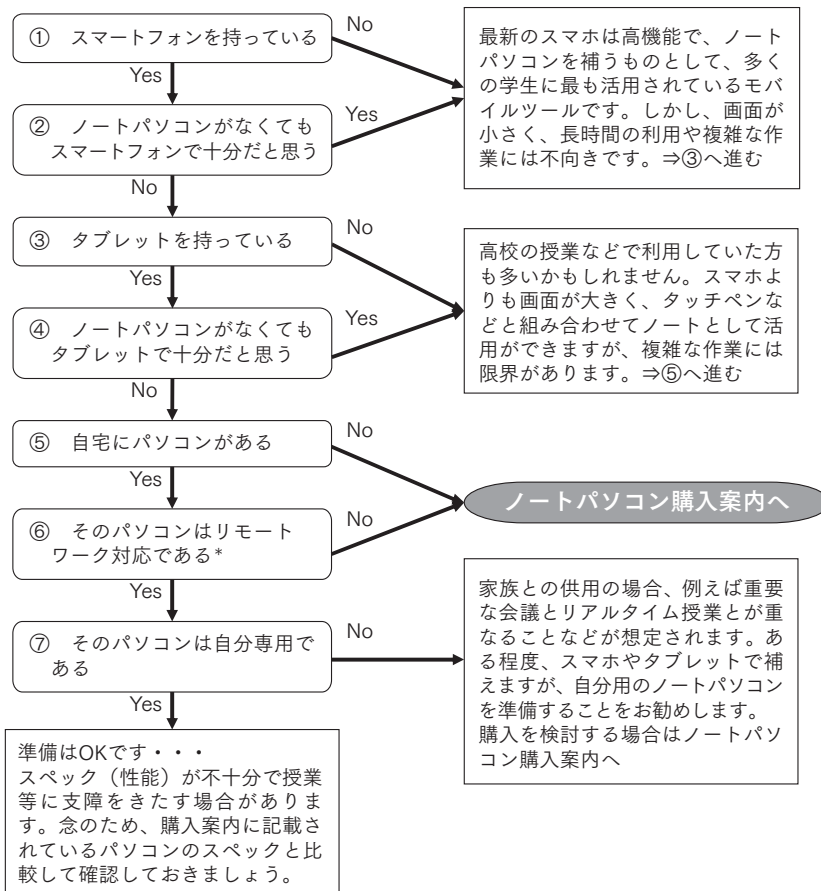 ① スマートフォンを持っている
No
Yes
最新のスマホは高機能で、ノート
パソコンを補うものとして、多く
の学生に最も活用されているモバ
イルツールです。しかし、画面が
小さく、長時間の利用や複雑な作
業には不向きです。⇒③へ進む
② ノートパソコンがなくても
スマートフォンで十分だと思う
Yes
No
③ タブレットを持っている
No
Yes
高校の授業などで利用していた方
も多いかもしれません。スマホよ
りも画面が大きく、タッチペンな
どと組み合わせてノートとして活
用ができますが、複雑な作業には
限界があります。⇒⑤へ進む
④ ノートパソコンがなくても
タブレットで十分だと思う
Yes
No
⑤ 自宅にパソコンがある
No
Yes
ノートパソコン購入案内へ
⑥ そのパソコンはリモート
ワーク対応である*
No
Yes
⑦ そのパソコンは自分専用で
ある
No
Yes
家族との供用の場合、例えば重要
な会議とリアルタイム授業とが重
なることなどが想定されます。あ
る程度、スマホやタブレットで補
えますが、自分用のノートパソコン
を準備することをお勧めします。
購入を検討する場合はノートパソ
コン購入案内へ
準備はOKです・・・
スペック（性能）が不十分で授業
等に支障をきたす場合がありま
す。念のため、購入案内に記載さ
れているパソコンのスペックと比
較して確認しておきましょう。